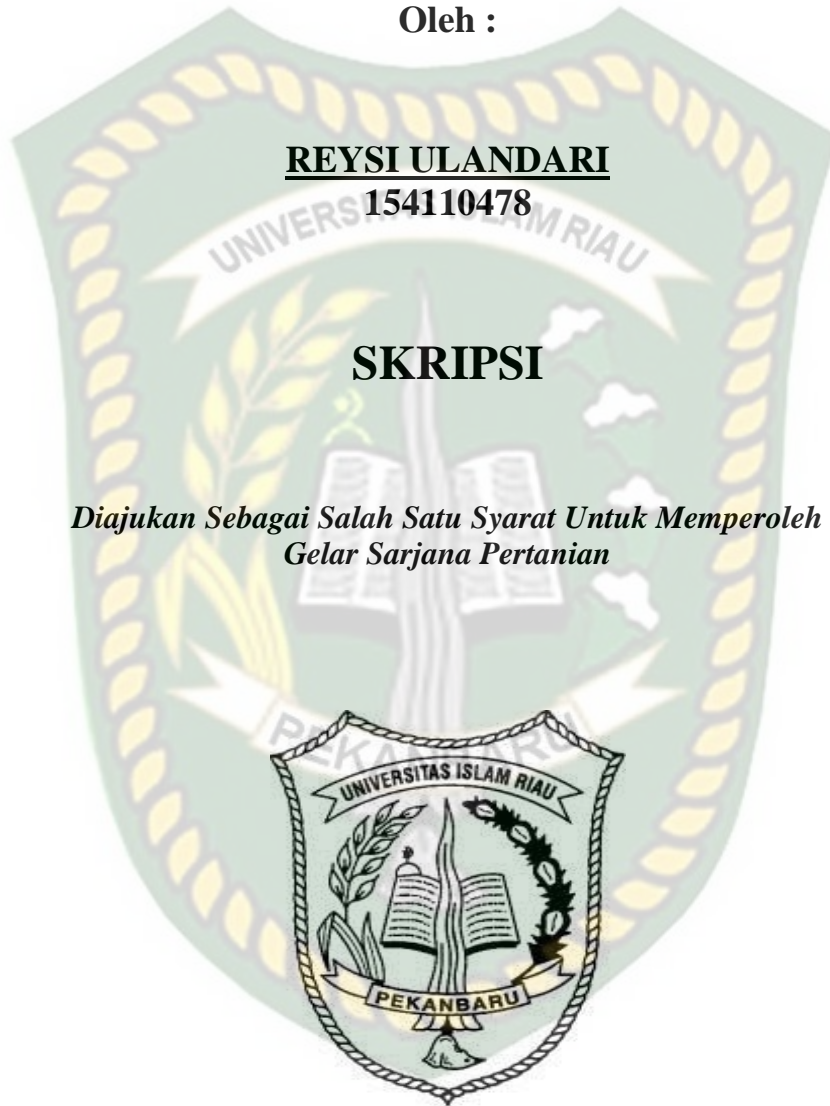 Oleh :
REYSI ULANDARI
154110478
UNIVERSITAS ISLAM RIAU
SKRIPSI
Diajukan Sebagai Salah Satu Syarat Untuk Memperoleh
Gelar Sarjana Pertanian
PEKANBARU
UNIVERSITAS ISLAM RIAU
PEKANBARU